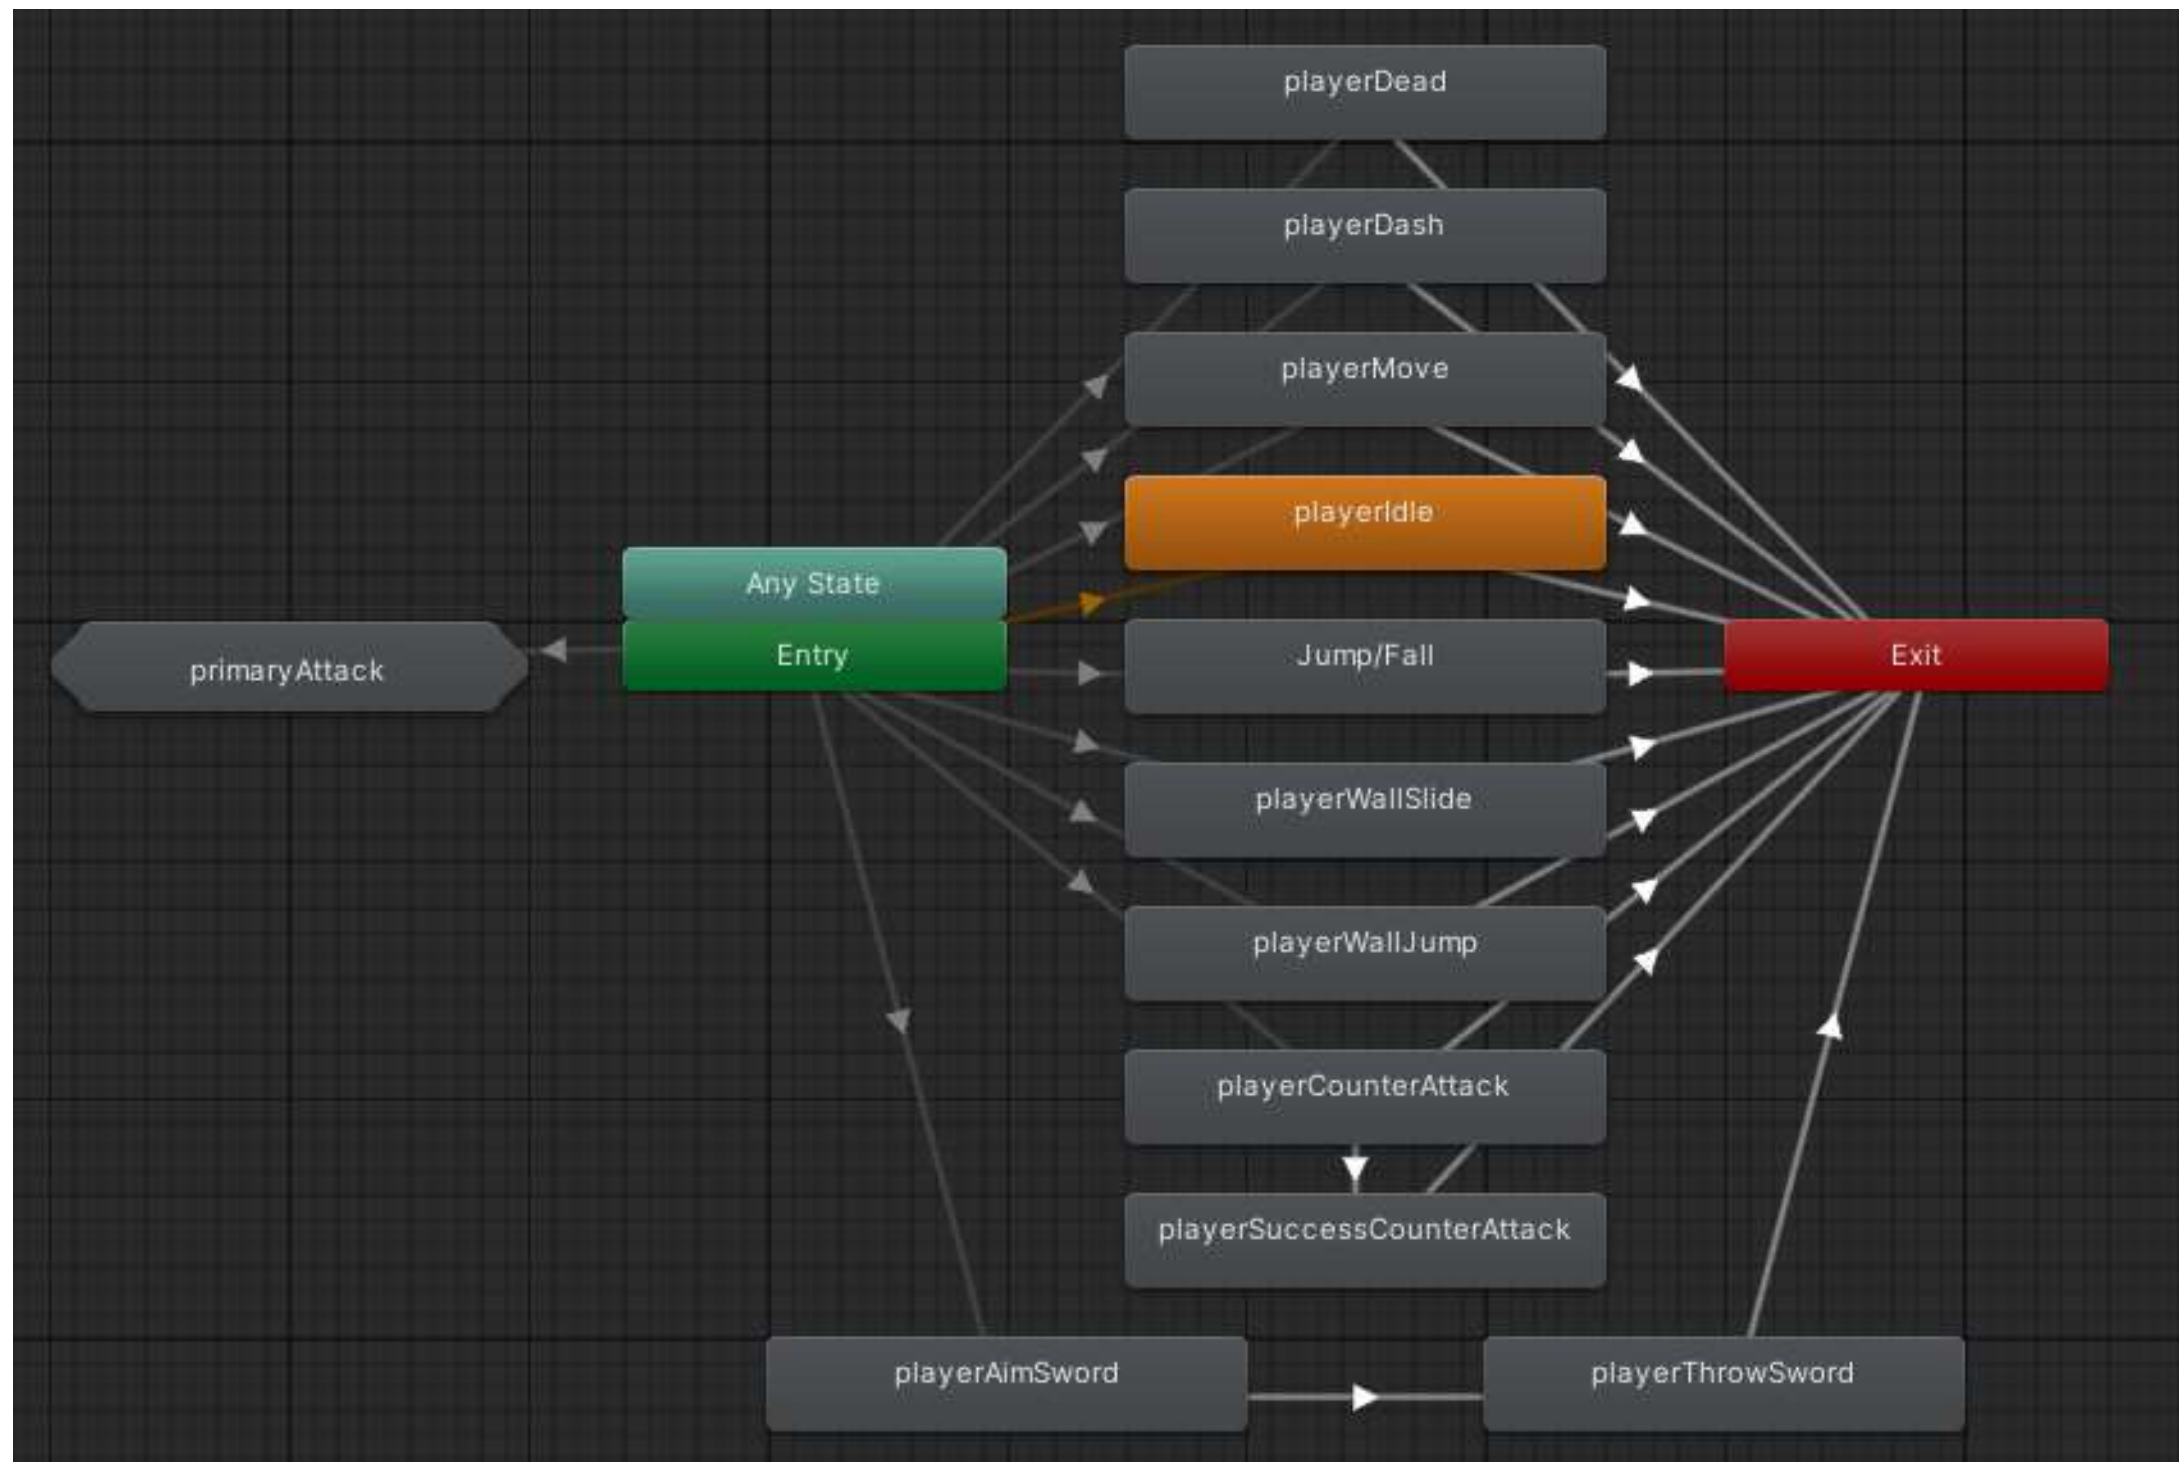 playerDead
playerDash
playerMove
playerIdle
Any State
Entry
primaryAttack
Jump/Fall
Exit
playerWallSlide
playerWallJump
playerCounterAttack
playerSuccessCounterAttack
playerAimSword
playerThrowSword